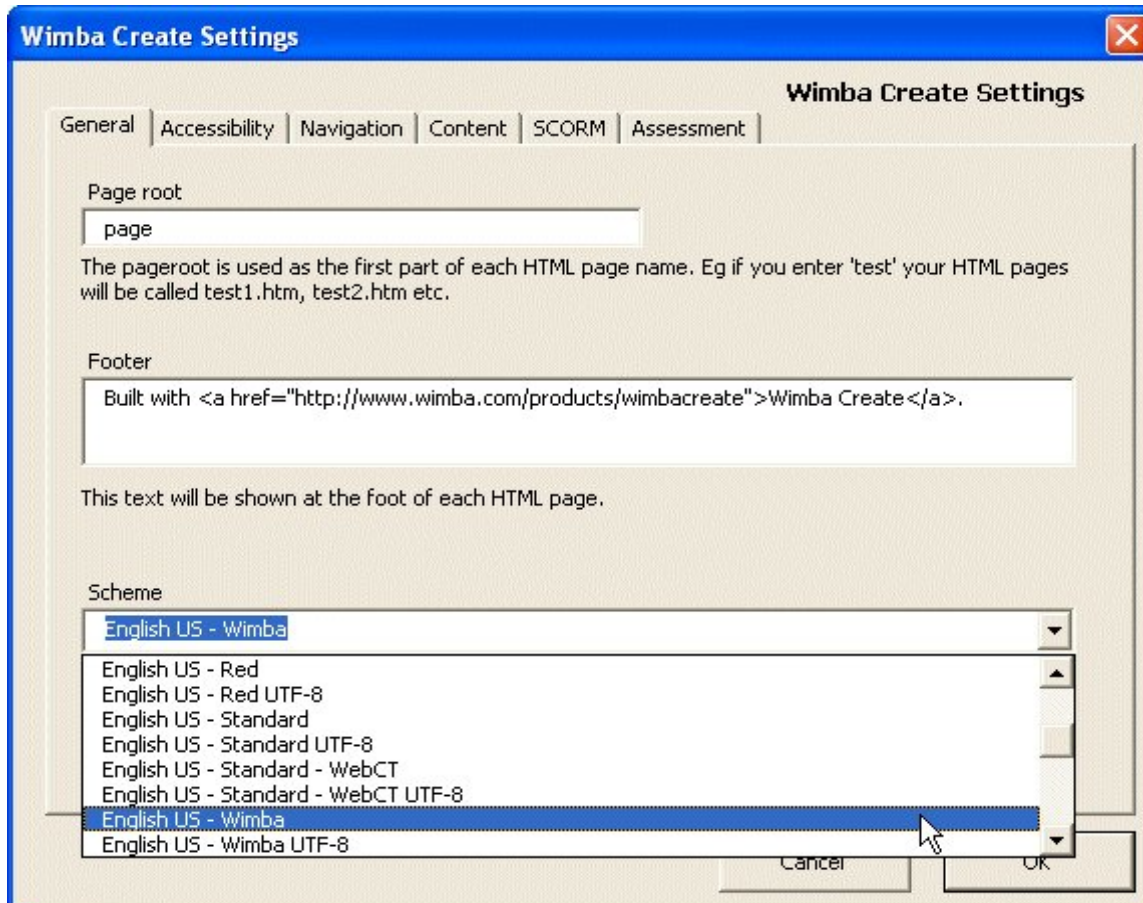 Wimba Create Settings
Wimba Create Settings
General Accessibility Navigation Content SCORM Assessment
Page root
page
The pageroot is used as the first part of each HTML page name. Eg if you enter 'test' your HTML pages
will be called test1.htm, test2.htm etc.
Footer
Built with <a href="http://www.wimba.com/products/wimbacreate">Wimba Create</a>.
This text will be shown at the foot of each HTML page.
Scheme
English US - Wimba
English US - Red
English US - Red UTF-8
English US - Standard
English US - Standard UTF-8
English US - Standard - WebCT
English US - Standard - WebCT UTF-8
English US - Wimba
English US - Wimba UTF-8
Cancel OK